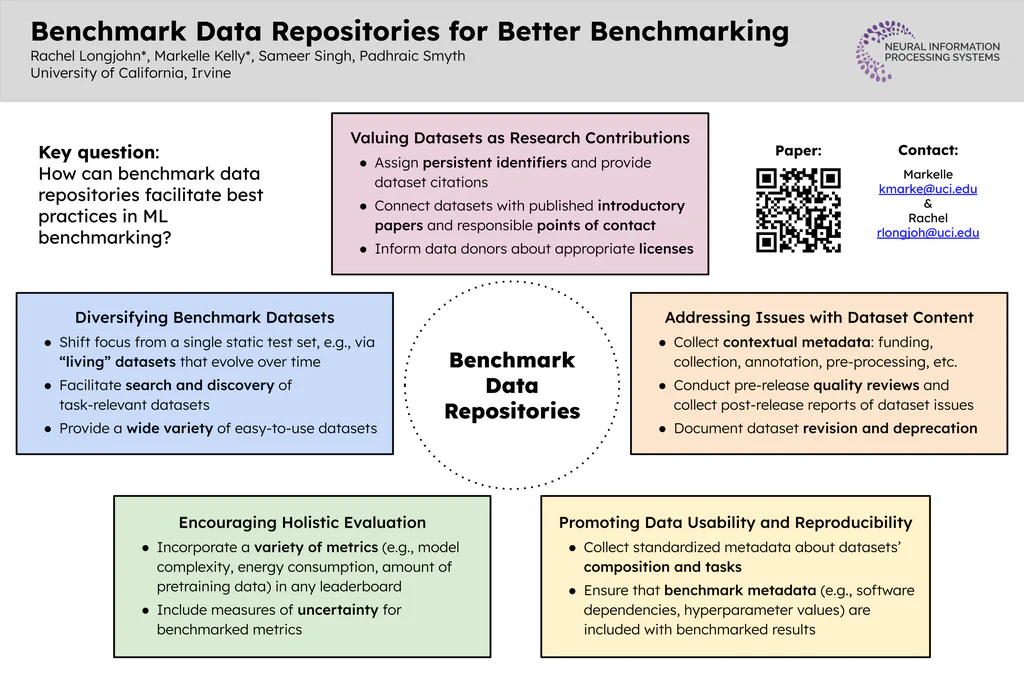 Benchmark Data Repositories for Better Benchmarking
Rachel Longjohn*, Markelle Kelly*, Sameer Singh, Padhraic Smyth
University of California, Irvine
NEURAL INFORMATION
PROCESSING SYSTEMS
Key question:
How can benchmark data
repositories facilitate best
practices in ML
benchmarking?
Valuing Datasets as Research Contributions
● Assign persistent identifiers and provide
dataset citations
● Connect datasets with published introductory
papers and responsible points of contact
● Inform data donors about appropriate licenses
Paper:
Contact:
Markelle
kmarke@uci.edu
&
Rachel
rlongjoh@uci.edu
Diversifying Benchmark Datasets
● Shift focus from a single static test set, e.g., via
“living” datasets that evolve over time
● Facilitate search and discovery of
task-relevant datasets
● Provide a wide variety of easy-to-use datasets
Benchmark
Data
Repositories
Addressing Issues with Dataset Content
● Collect contextual metadata: funding,
collection, annotation, pre-processing, etc.
● Conduct pre-release quality reviews and
collect post-release reports of dataset issues
● Document dataset revision and deprecation
Encouraging Holistic Evaluation
● Incorporate a variety of metrics (e.g., model
complexity, energy consumption, amount of
pretraining data) in any leaderboard
● Include measures of uncertainty for
benchmarked metrics
Promoting Data Usability and Reproducibility
● Collect standardized metadata about datasets’
composition and tasks
● Ensure that benchmark metadata (e.g., software
dependencies, hyperparameter values) are
included with benchmarked results